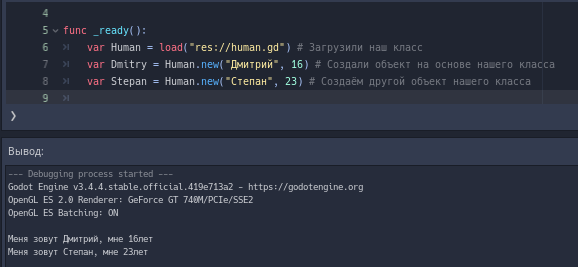 4
5 func _ready():
6 var Human = load("res://human.gd") # Загрузили наш класс
7 var Dmitry = Human.new("Дмитрий", 16) # Создали объект на основе нашего класса
8 var Stepan = Human.new("Степан", 23) # Создаём другой объект нашего класса
9
Вывод:
--- Debugging process started ---
Godot Engine v3.4.4.stable.official.419e713a2 - https://godotengine.org
OpenGL ES 2.0 Renderer: GeForce GT 740M/PCIe/SSE2
OpenGL ES Batching: ON
Меня зовут Дмитрий, мне 16лет
Меня зовут Степан, мне 23лет